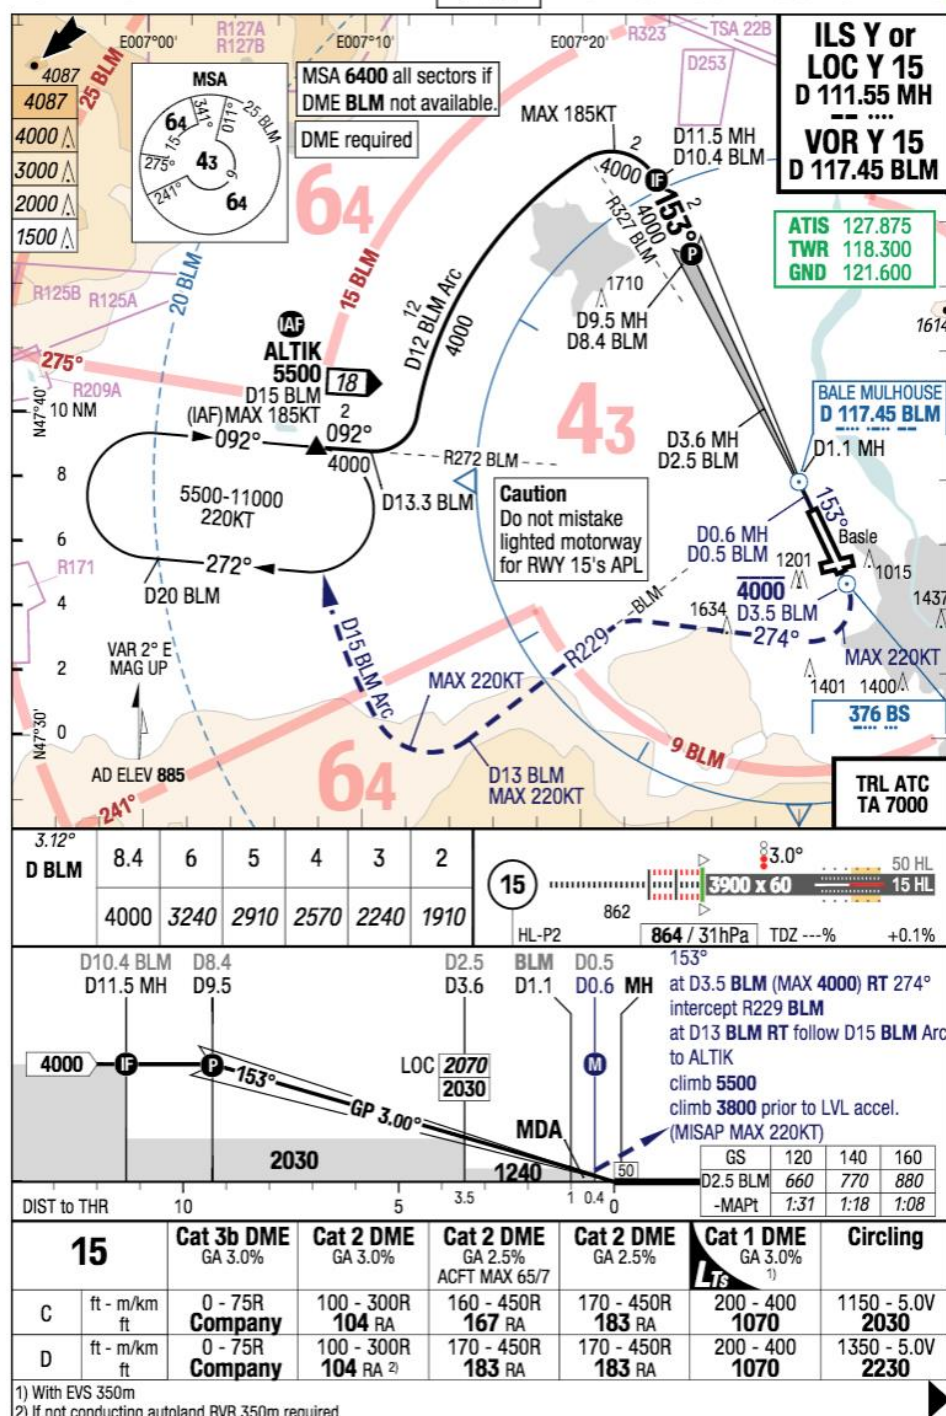 ILS Y or
LOC Y 15
D 111.55 MH
VOR Y 15
D 117.45 BLM
ATIS 127.875
TWR 118.300
GND 121.600
E007°00'
E007°10'
E007°20'
R127A
R127B
R323
TSA 22B
D253
4087
4087
4000
3000
2000
1500
25 BLM
MSA
64
341°
011°
25 BLM
15
275°
43
9
241°
64
MSA 6400 all sectors if
DME BLM not available.
DME required
MAX 185KT
2
4000
IF
D11.5 MH
D10.4 BLM
153°
2
4000
R327 BLM
P
64
15 BLM
20 BLM
R125B
R125A
12
D12 BLM Arc
4000
1710
D9.5 MH
D8.4 BLM
1614
275°
R209A
IAF
ALTIK
5500
18
D15 BLM
(IAF)MAX 185KT
2
092°
092°
4000
R272 BLM
D13.3 BLM
43
D3.6 MH
D2.5 BLM
BALE MULHOUSE
D 117.45 BLM
D1.1 MH
N47°40'
10 NM
8
6
4
2
0
N47°30'
5500-11000
220KT
272°
D20 BLM
R171
Caution
Do not mistake
lighted motorway
for RWY 15's APL
153°
D0.6 MH
D0.5 BLM
Basle
1201
1015
4000
D3.5 BLM
1437
1634
274°
BLM
R229
MAX 220KT
1401
1400
376 BS
VAR 2° E
MAG UP
D15 BLM Arc
MAX 220KT
AD ELEV 885
241°
64
D13 BLM
MAX 220KT
9 BLM
TRL ATC
TA 7000
3.12°
D BLM 8.4 6 5 4 3 2
4000 3240 2910 2570 2240 1910
15
862
HL-P2
3.0°
3900 x 60
50 HL
15 HL
864 / 31hPa TDZ ---% +0.1%
D10.4 BLM D8.4 D2.5 BLM D0.5
D11.5 MH D9.5 D3.6 D1.1 D0.6 MH
4000
IF
P
153°
GP 3.00°
LOC 2070
2030
M
MDA
2030
1240
50
DIST to THR 10 5 3.5 1 0.4 0
153°
at D3.5 BLM (MAX 4000) RT 274°
intercept R229 BLM
at D13 BLM RT follow D15 BLM Arc
to ALTIK
climb 5500
climb 3800 prior to LVL accel.
(MISAP MAX 220KT)
GS 120 140 160
D2.5 BLM 660 770 880
-MAPt 1:31 1:18 1:08
15
Cat 3b DME
GA 3.0%
Cat 2 DME
GA 3.0%
Cat 2 DME
GA 2.5%
ACFT MAX 65/7
Cat 2 DME
GA 2.5%
Cat 1 DME
GA 3.0%
LTs 1)
Circling
C ft - m/km 0 - 75R 100 - 300R 160 - 450R 170 - 450R 200 - 400 1150 - 5.0V
ft Company 104 RA 167 RA 183 RA 1070 2030
D ft - m/km 0 - 75R 100 - 300R 170 - 450R 170 - 450R 200 - 400 1350 - 5.0V
ft Company 104 RA 2) 183 RA 183 RA 1070 2230
1) With EVS 350m
2) If not conducting autoland RVR 350m required